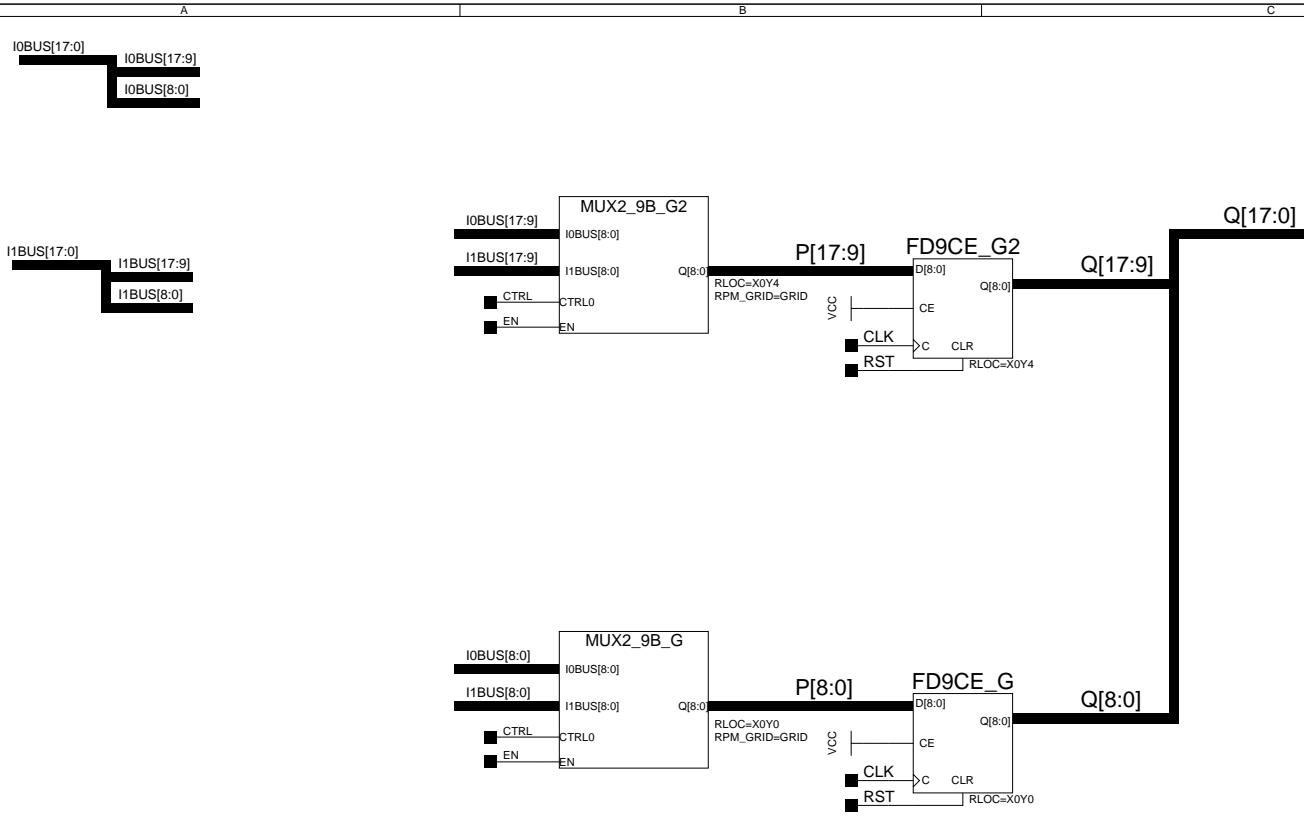 A
B
C
I0BUS[17:0]
I0BUS[17:9]
I0BUS[8:0]
I1BUS[17:0]
I1BUS[17:9]
I1BUS[8:0]
MUX2_9B_G2
I0BUS[17:9]
I0BUS[8:0]
I1BUS[17:9]
I1BUS[8:0]
Q[8:0]
CTRL
CTRL0
EN
EN
RLOC=X0Y4
RPM_GRID=GRID
P[17:9]
FD9CE_G2
D[8:0]
Q[8:0]
VCC
CE
CLK
C
CLR
RST
RLOC=X0Y4
Q[17:9]
Q[17:0]
MUX2_9B_G
I0BUS[8:0]
I0BUS[8:0]
I1BUS[8:0]
I1BUS[8:0]
Q[8:0]
CTRL
CTRL0
EN
EN
RLOC=X0Y0
RPM_GRID=GRID
P[8:0]
FD9CE_G
D[8:0]
Q[8:0]
VCC
CE
CLK
C
CLR
RST
RLOC=X0Y0
Q[8:0]